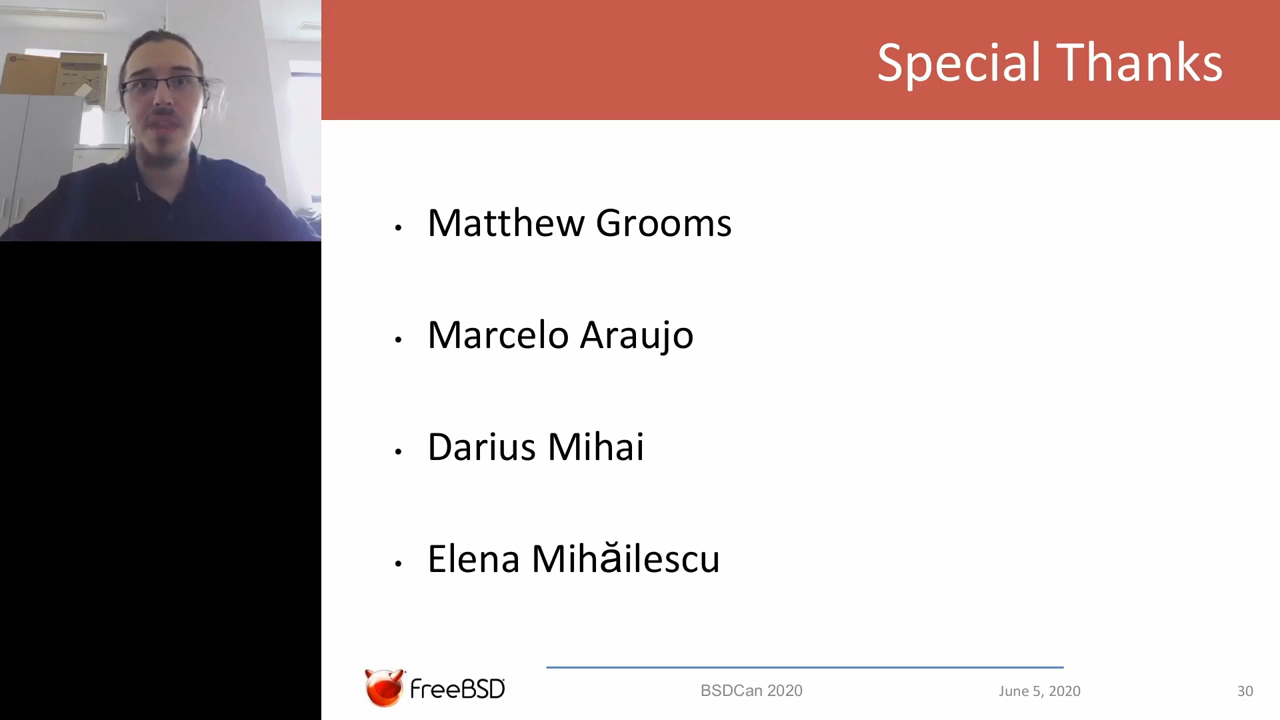 Special Thanks
• Matthew Grooms
• Marcelo Araujo
• Darius Mihai
• Elena Mihăilescu
FreeBSD
BSDCan 2020
June 5, 2020
30